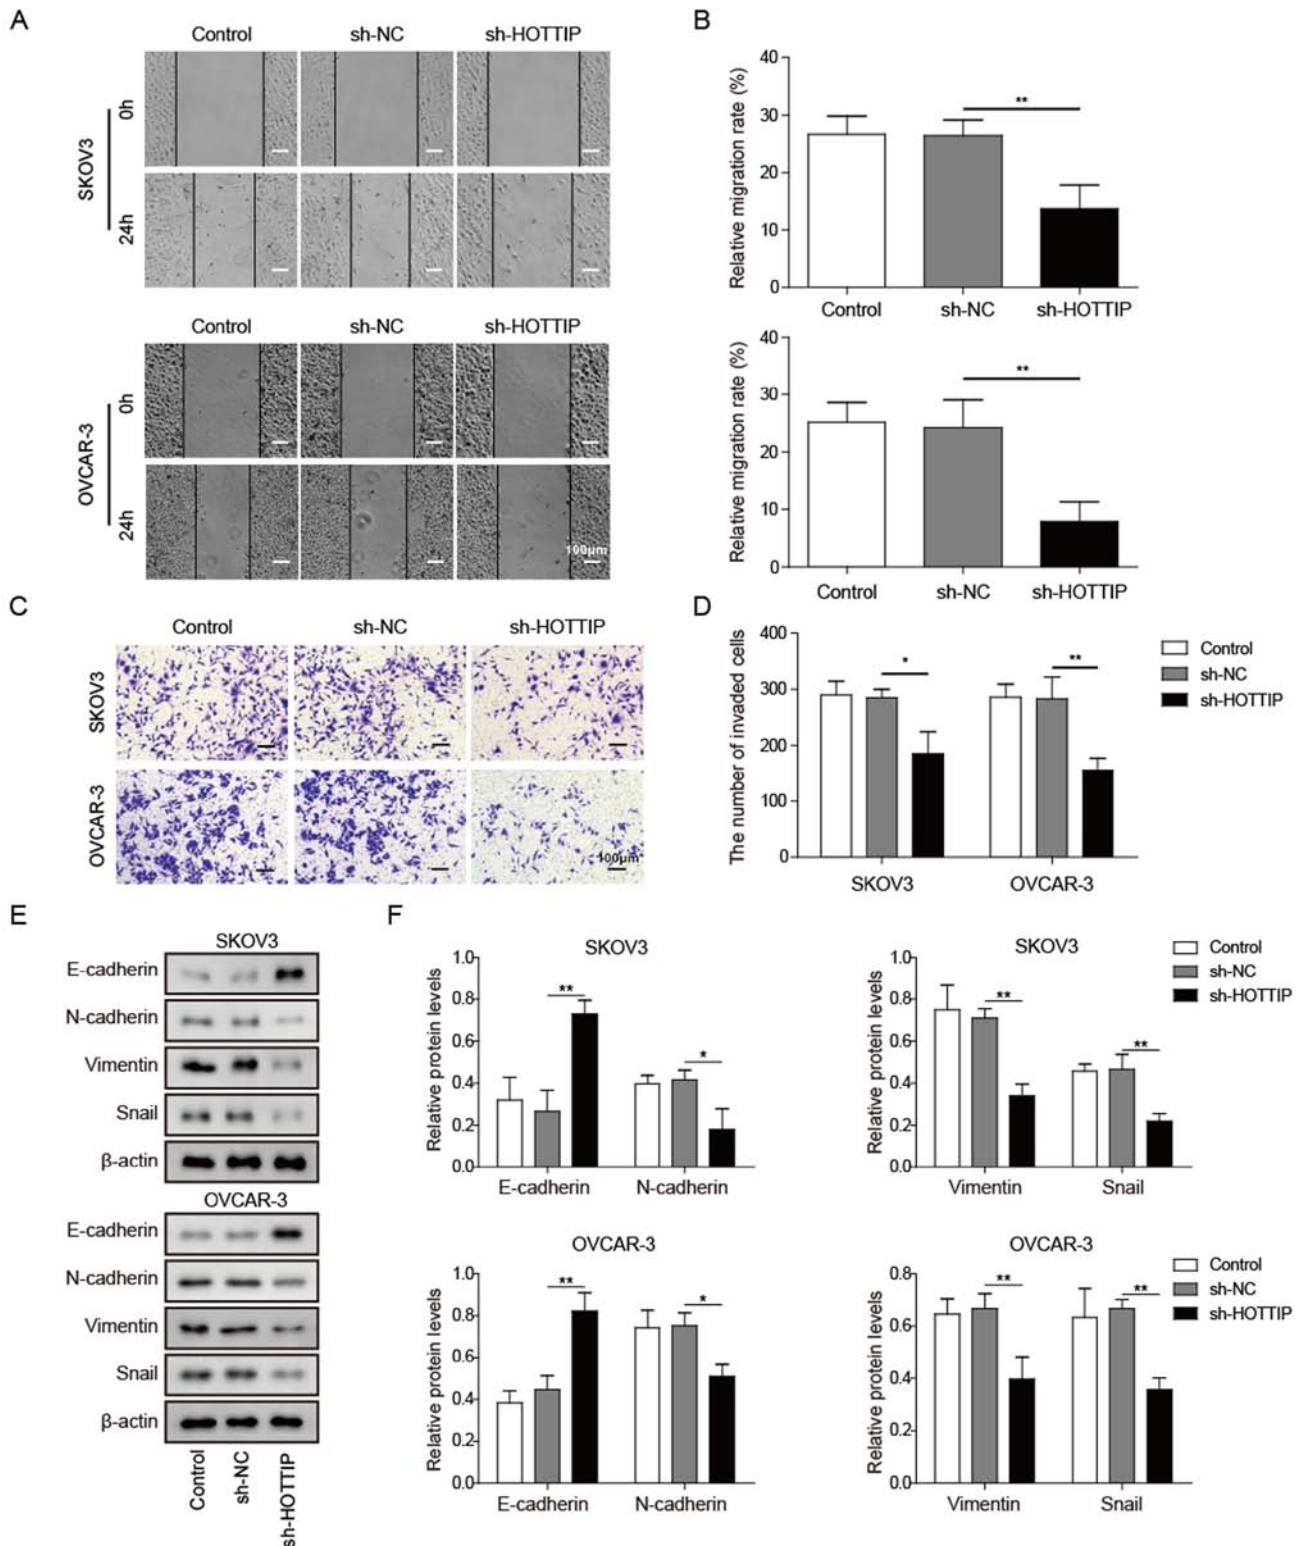 A
Control sh-NC sh-HOTTIP
SKOV3
0h
24h
Control sh-NC sh-HOTTIP
OVCAR-3
0h
24h
100μm
B
Relative migration rate (%)
40
30
20
10
0
**
Control sh-NC sh-HOTTIP
Relative migration rate (%)
40
30
20
10
0
**
Control sh-NC sh-HOTTIP
C
Control sh-NC sh-HOTTIP
SKOV3
OVCAR-3
100μm
D
The number of invaded cells
400
300
200
100
0
* **
SKOV3 OVCAR-3
Control
sh-NC
sh-HOTTIP
E
SKOV3
E-cadherin
N-cadherin
Vimentin
Snail
β-actin
OVCAR-3
E-cadherin
N-cadherin
Vimentin
Snail
β-actin
Control sh-NC sh-HOTTIP
F
SKOV3
Relative protein levels
1.0
0.8
0.6
0.4
0.2
0.0
** *
E-cadherin N-cadherin
SKOV3
Relative protein levels
1.0
0.8
0.6
0.4
0.2
0.0
** **
Vimentin Snail
Control
sh-NC
sh-HOTTIP
OVCAR-3
Relative protein levels
1.0
0.8
0.6
0.4
0.2
0.0
** *
E-cadherin N-cadherin
OVCAR-3
Relative protein levels
0.8
0.6
0.4
0.2
0.0
** **
Vimentin Snail
Control
sh-NC
sh-HOTTIP